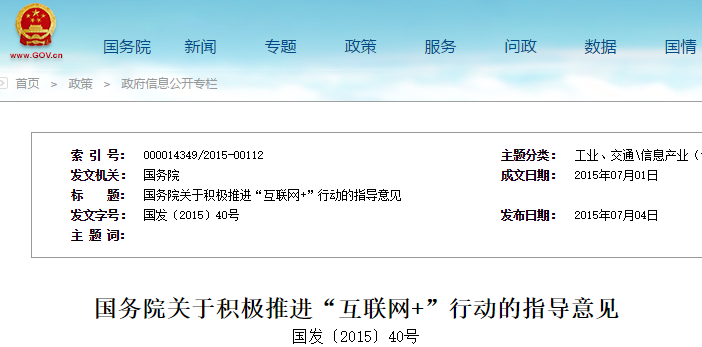 www.GOV.cn
国务院 新闻 专题 政策 服务 问政 数据 国情
首页 > 政策 > 政府信息公开专栏
索 引 号： 000014349/2015-00112 主题分类： 工业、交通\信息产业（
发文机关： 国务院 成文日期： 2015年07月01日
标 题： 国务院关于积极推进“互联网+”行动的指导意见
发文字号： 国发〔2015〕40号 发布日期： 2015年07月04日
主 题 词：
国务院关于积极推进“互联网+”行动的指导意见
国发〔2015〕40号